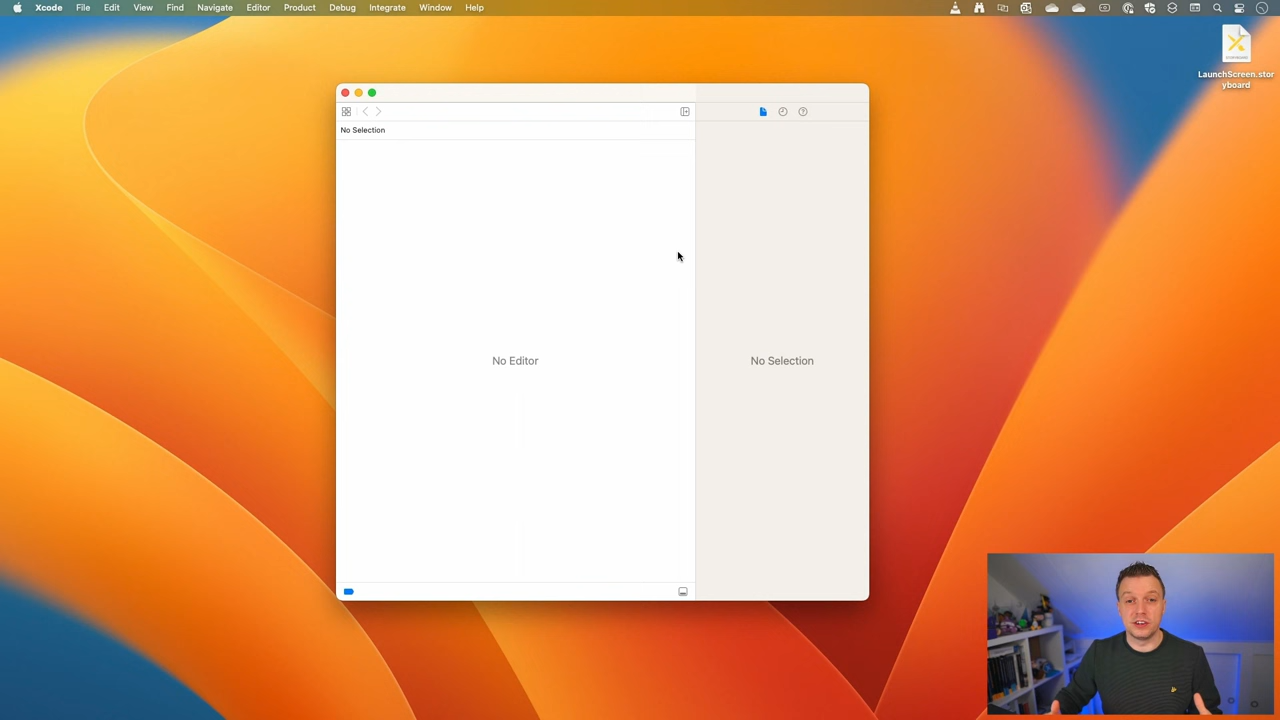 Xcode File Edit View Find Navigate Editor Product Debug Integrate Window Help
LaunchScreen.stor
yboard
STORYBOARD
No Selection
No Editor
No Selection